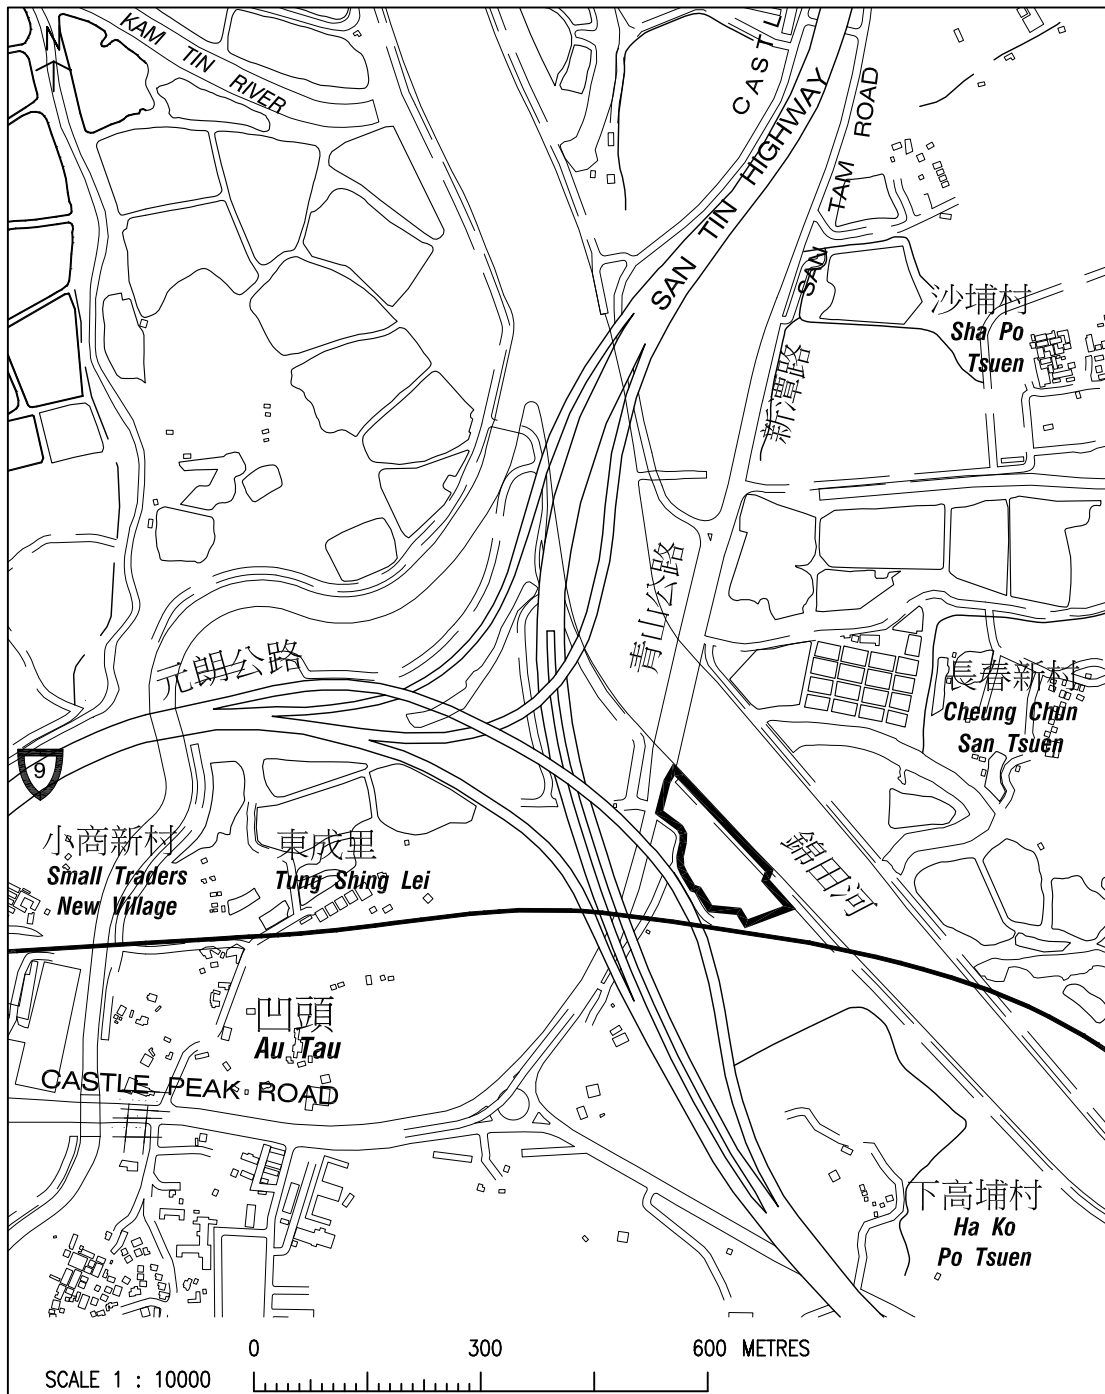 N
KAM TIN RIVER
CASTL
SAN TIN HIGHWAY
SAN TAM ROAD
沙埔村
Sha Po
Tsuen
新潭路
青山公路
元朗公路
長春新村
Cheung Chun
San Tsuen
9
小商新村
Small Traders
New Village
東成里
Tung Shing Lei
錦田河
凹頭
Au Tau
CASTLE PEAK ROAD
下高埔村
Ha Ko
Po Tsuen
0 300 600 METRES
SCALE 1 : 10000